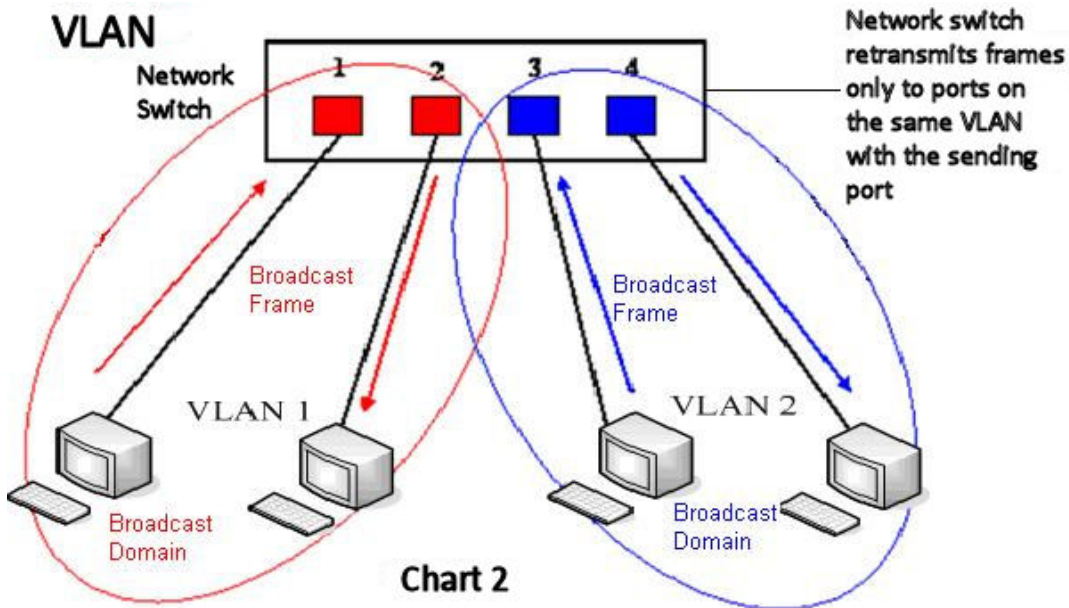 VLAN
Network
Switch
1
2
3
4
Network switch
retransmits frames
only to ports on
the same VLAN
with the sending
port
Broadcast
Frame
Broadcast
Frame
VLAN 1
VLAN 2
Broadcast
Domain
Broadcast
Domain
Chart 2